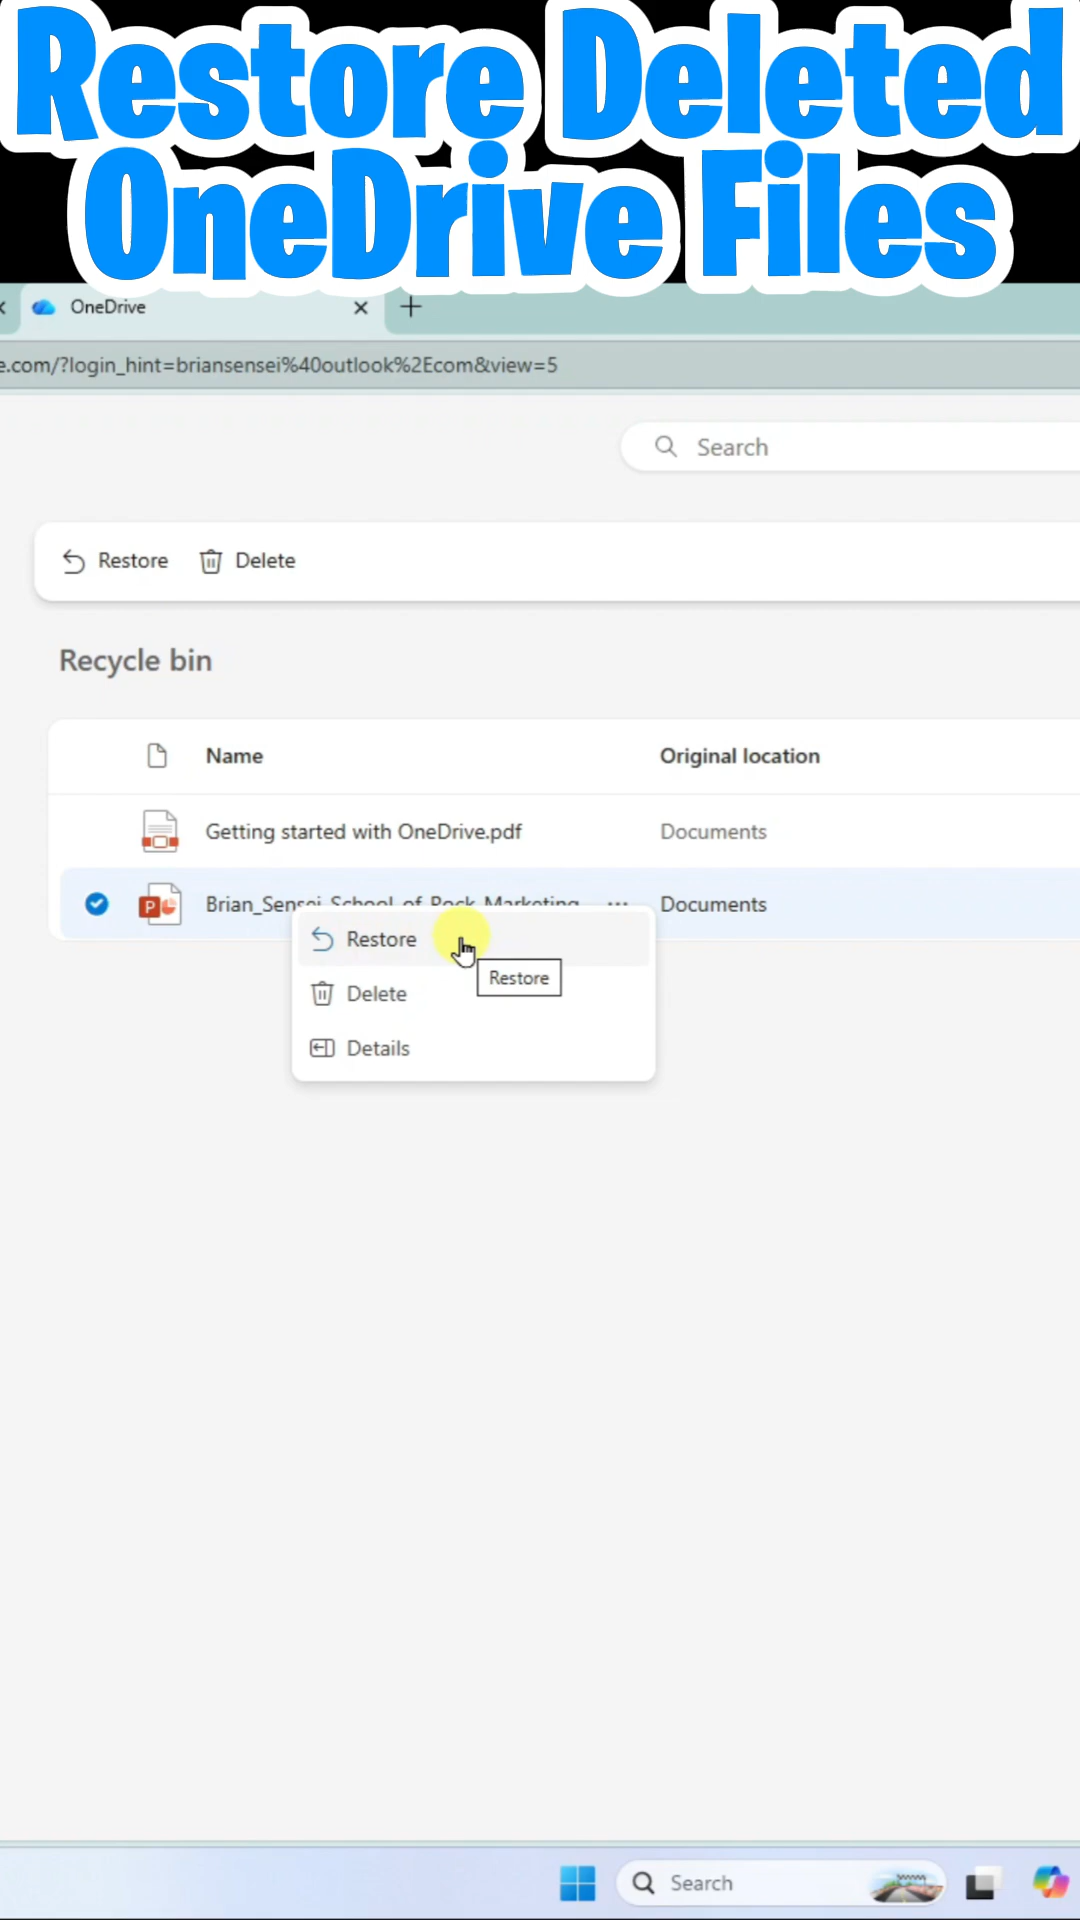 Restore Deleted
OneDrive Files
OneDrive
e.com/?login_hint=briansensei%40outlook%2Ecom&view=5
Search
Restore Delete
Recycle bin
Name Original location
Getting started with OneDrive.pdf Documents
Brian_Sensei_School_of_Rock_Marketing ... Documents
Restore
Restore
Delete
Details
Search